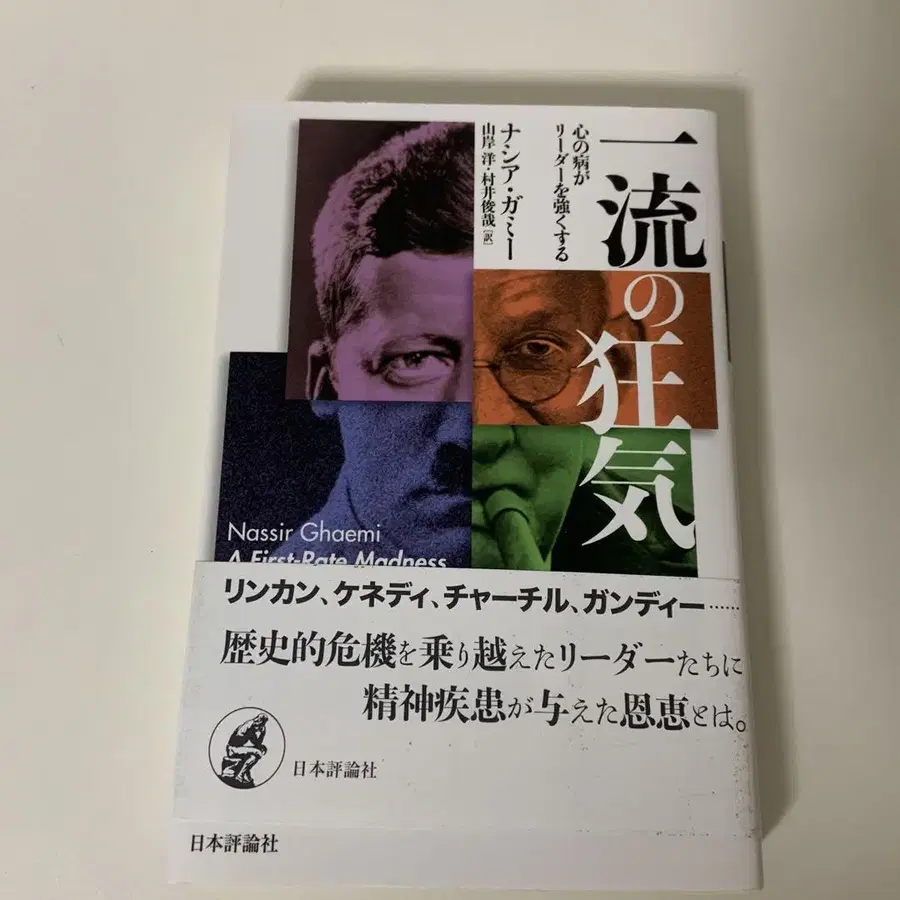 一流の狂気
心の病が
リーダーを強くする
ナシア・ガミー
山岸 洋・村井俊哉[訳]
Nassir Ghaemi
A First-Rate Madness
リンカン、ケネディ、チャーチル、ガンディー……
歴史的危機を乗り越えたリーダーたちに
精神疾患が与えた恩恵とは。
日本評論社
日本評論社